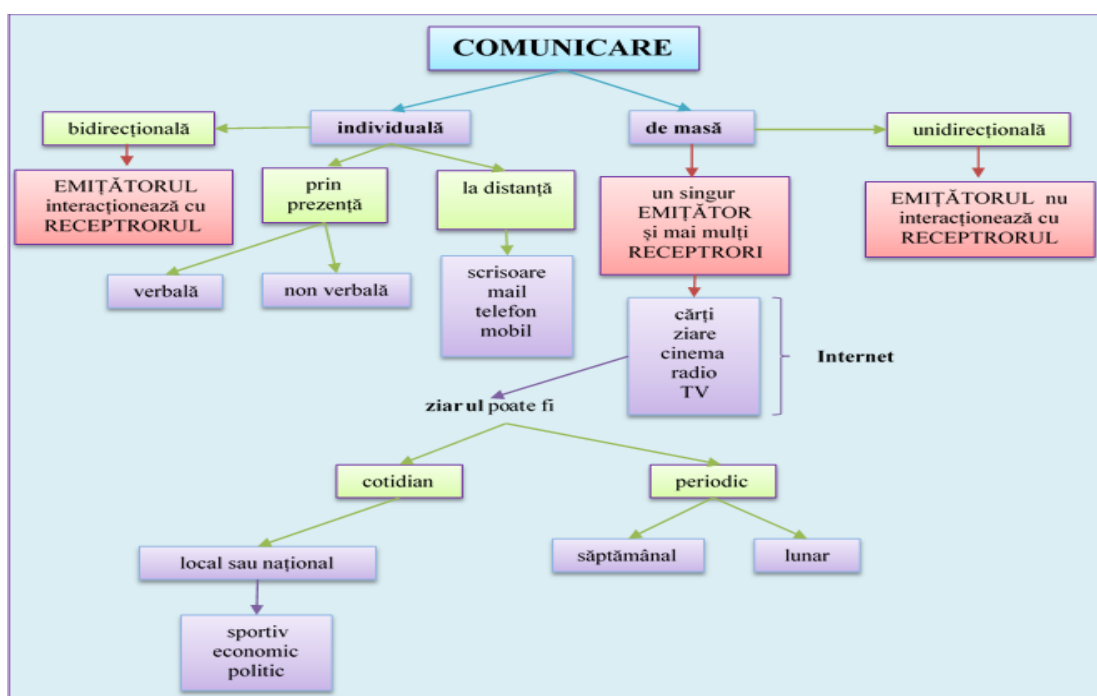 COMUNICARE
bidirecțională
individuală
de masă
unidirecțională
EMIȚĂTORUL
interacționează cu
RECEPTRORUL
prin
prezență
la distanță
un singur
EMIȚĂTOR
și mai mulți
RECEPTRORI
EMIȚĂTORUL nu
interacționează cu
RECEPTRORUL
verbală
non verbală
scrisoare
mail
telefon
mobil
cărți
ziare
cinema
radio
TV
Internet
ziarul poate fi
cotidian
periodic
local sau național
săptămânal
lunar
sportiv
economic
politic